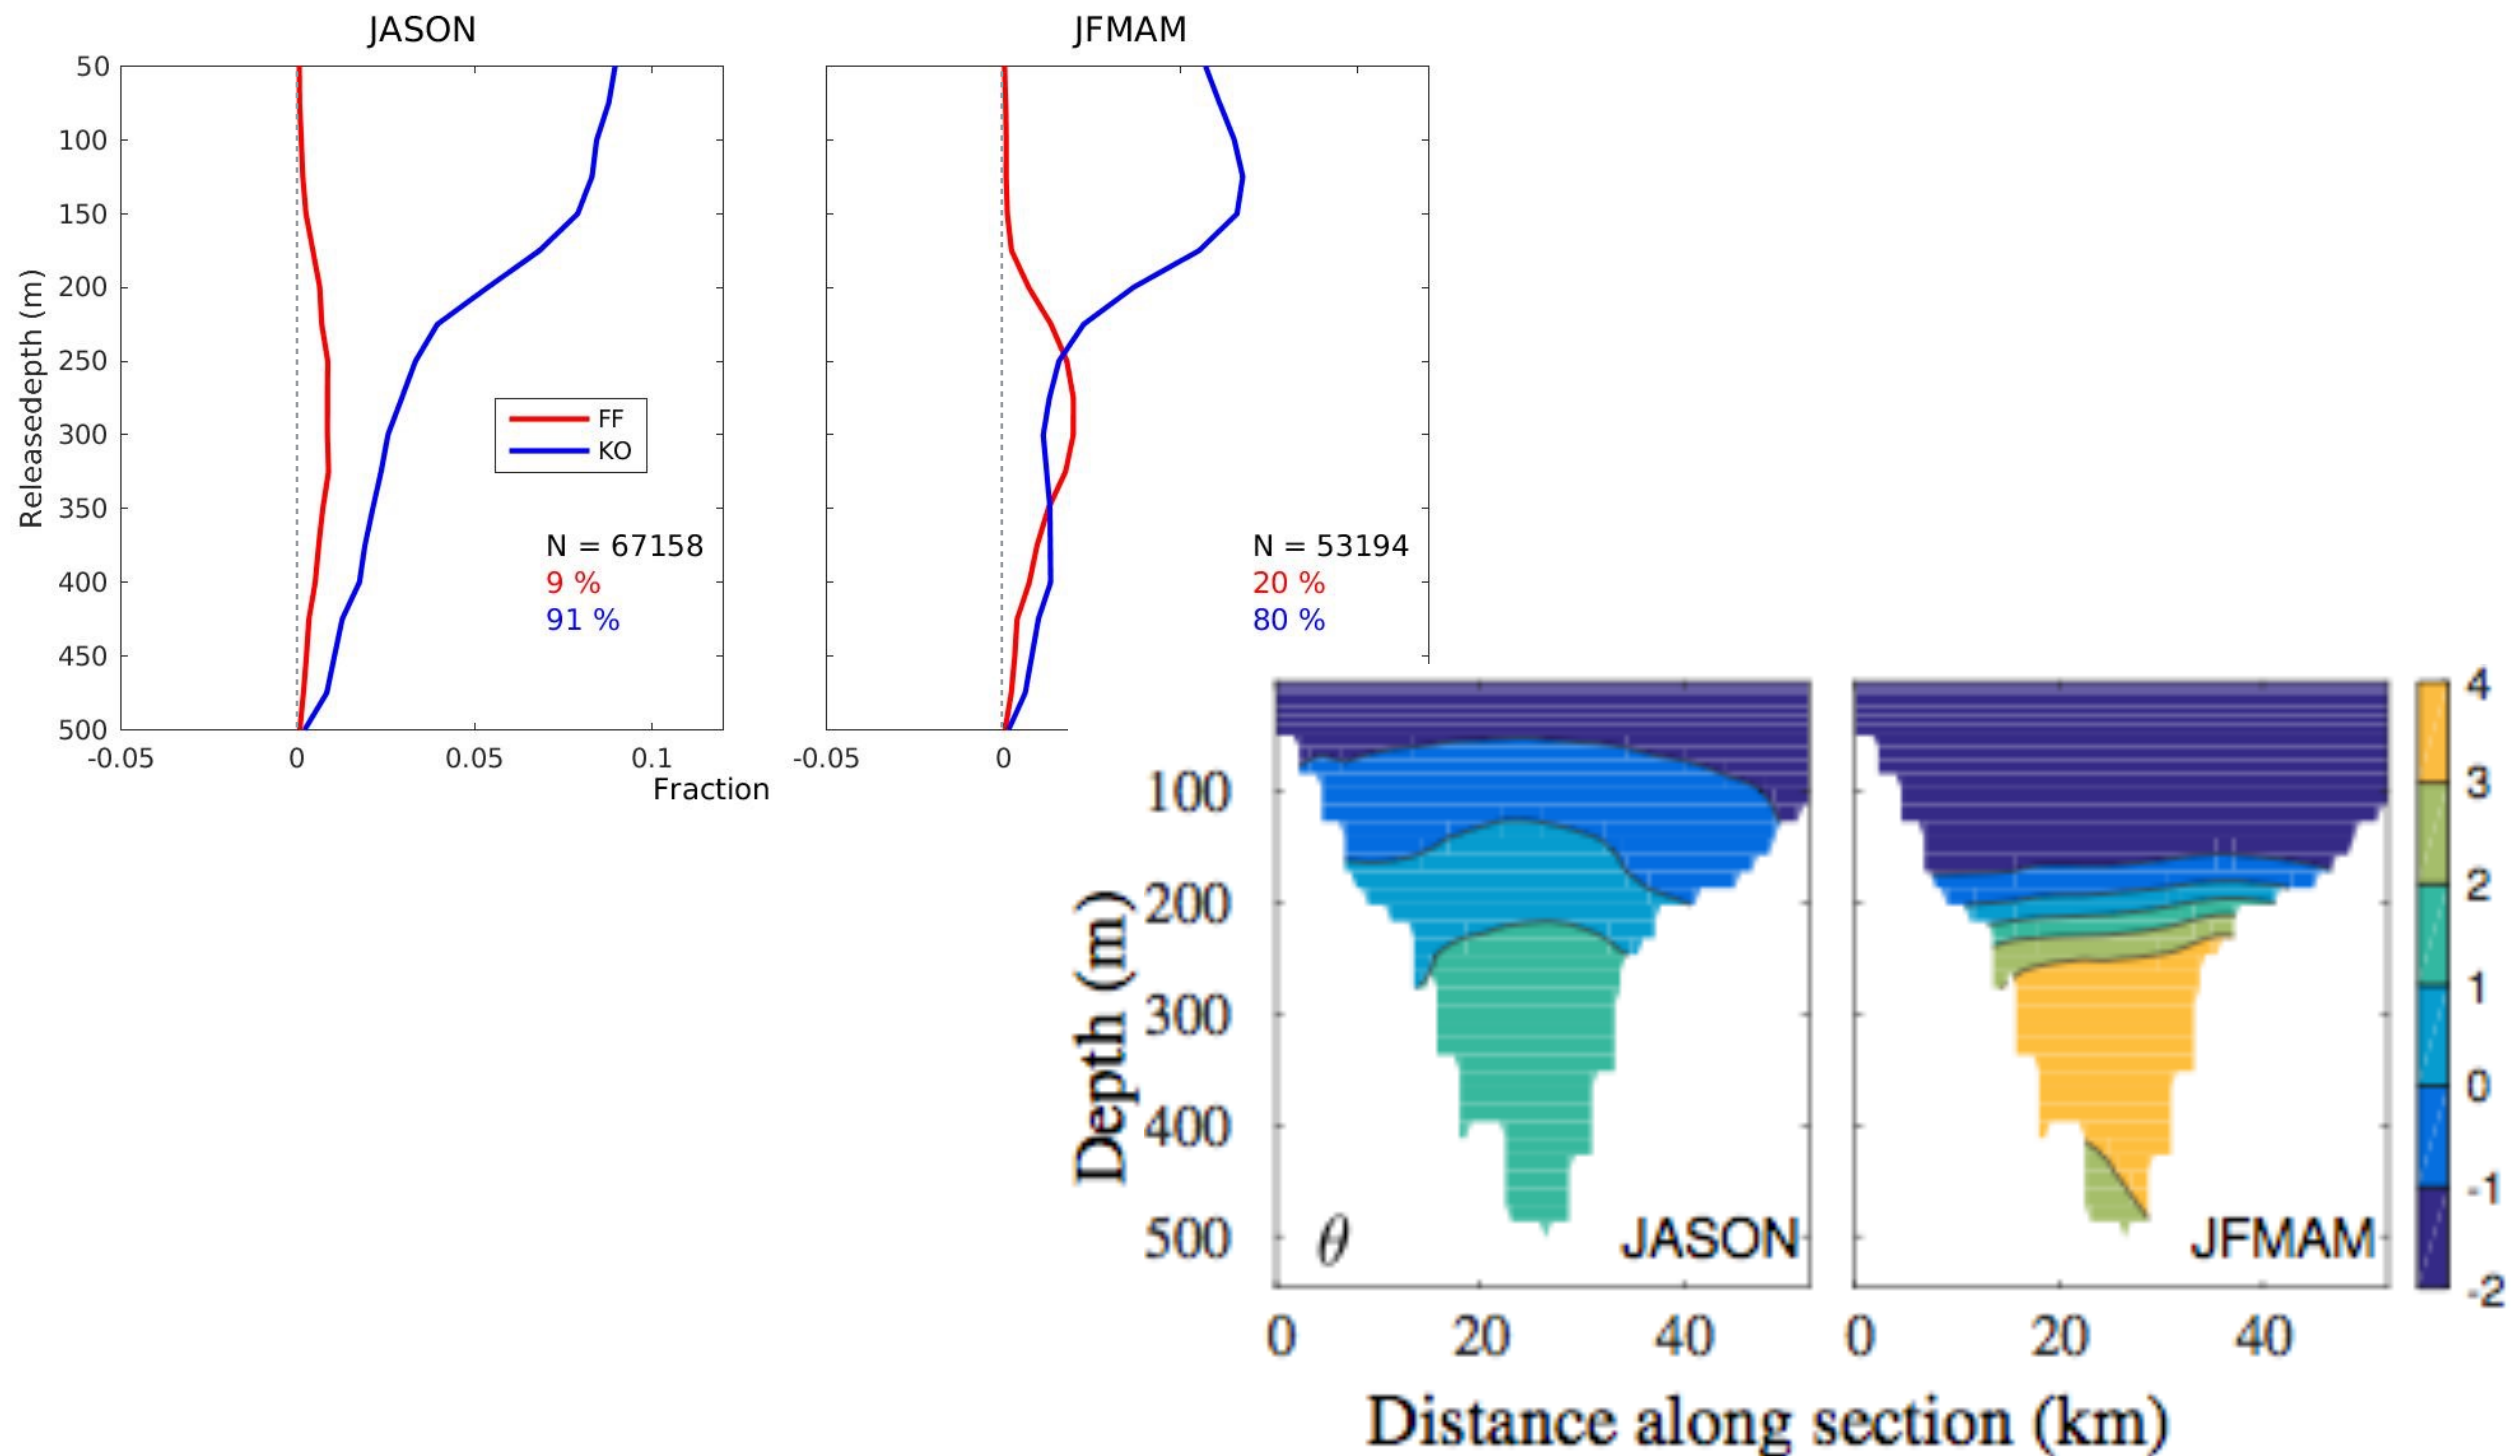 JASON
JFMAM
50
100
150
200
250
300
350
400
450
500
Releasedepth (m)
FF
KO
N = 67158
9 %
91 %
N = 53194
20 %
80 %
-0.05
0
0.05
0.1
-0.05
0
Fraction
100
200
300
400
500
Depth (m)
θ
JASON
JFMAM
4
3
2
1
0
-1
-2
0
20
40
0
20
40
Distance along section (km)